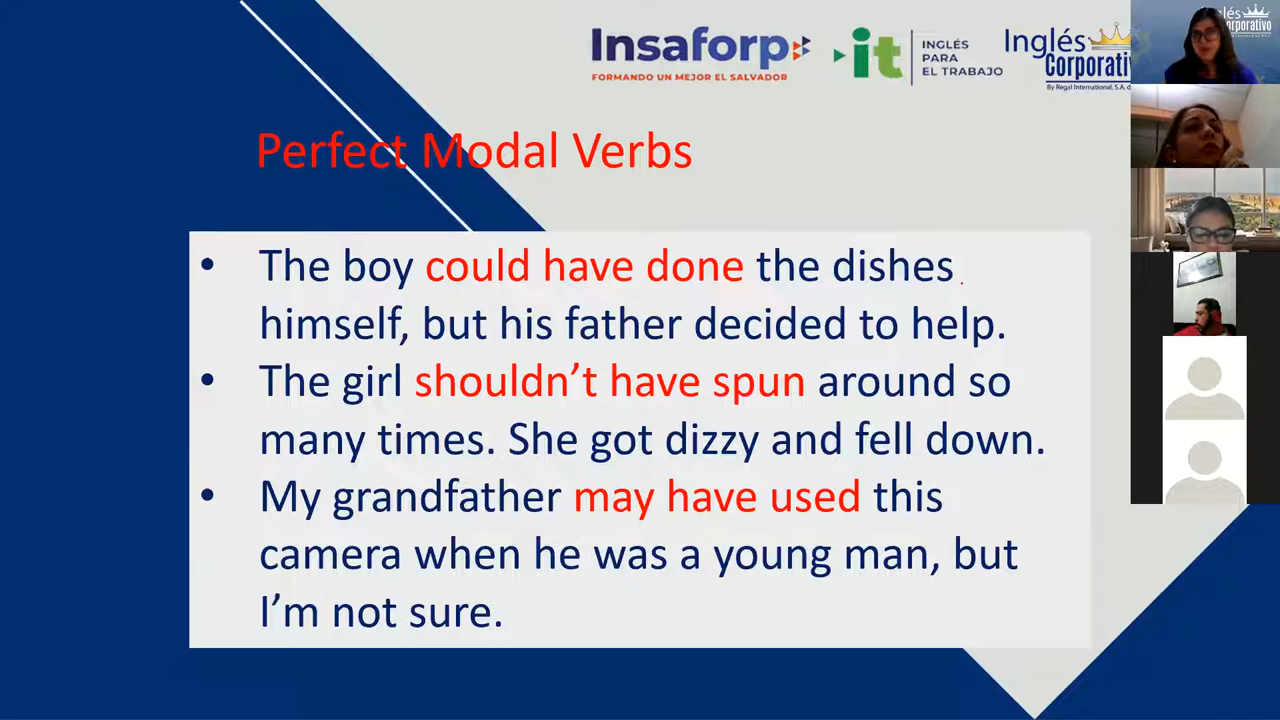 Insaforp
FORMANDO UN MEJOR EL SALVADOR
it
INGLÉS
PARA
EL TRABAJO
Inglés
Corporativ
By Regal International, S.A. d
Perfect Modal Verbs
• The boy could have done the dishes
himself, but his father decided to help.
• The girl shouldn’t have spun around so
many times. She got dizzy and fell down.
• My grandfather may have used this
camera when he was a young man, but
I’m not sure.